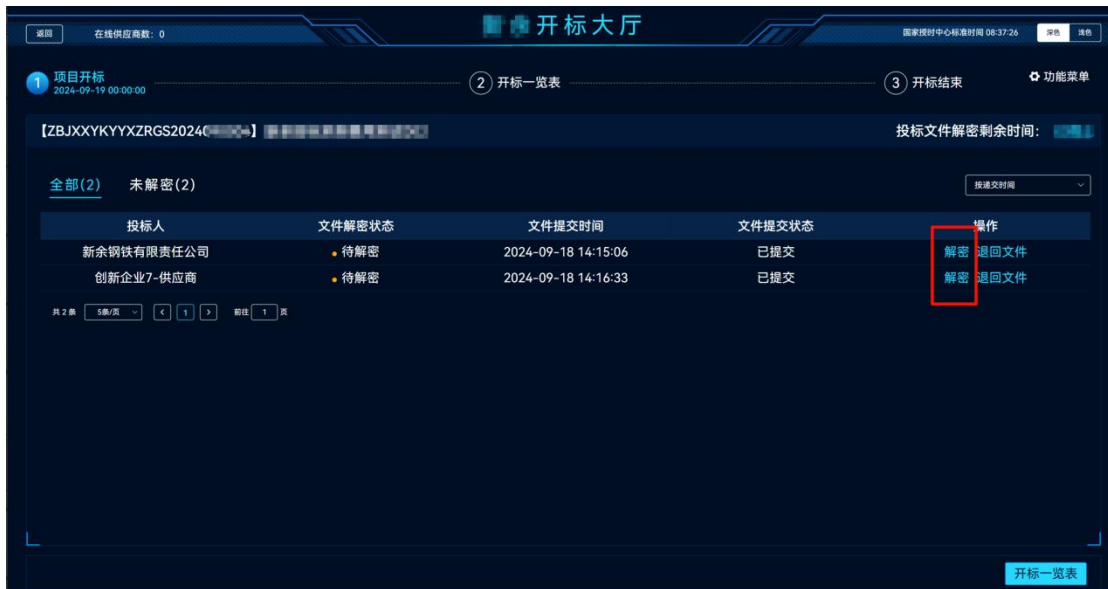 返回 在线供应商数: 0 开标大厅 国家授时中心标准时间 08:37:26 深色 浅色
1 项目开标 2 开标一览表 3 开标结束 功能菜单
2024-09-19 00:00:00
【ZBJXXYKYYXZRGS2024 】 投标文件解密剩余时间:
全部(2) 未解密(2) 按递交时间
投标人 文件解密状态 文件提交时间 文件提交状态 操作
新余钢铁有限责任公司 待解密 2024-09-18 14:15:06 已提交 解密 退回文件
创新企业7-供应商 待解密 2024-09-18 14:16:33 已提交 解密 退回文件
共 2 条 5条/页 < 1 > 前往 1 页
开标一览表